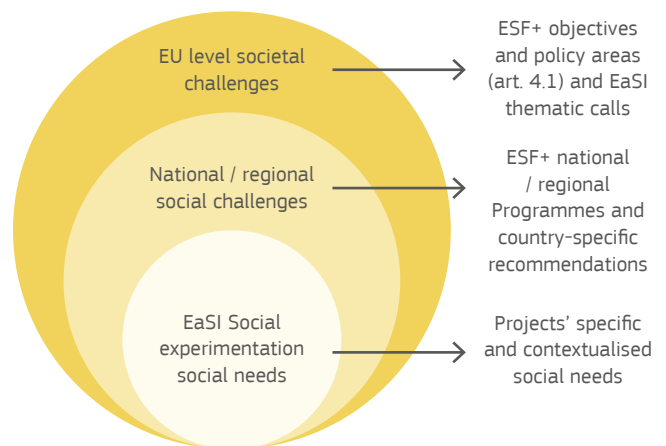 EU level societal
challenges
ESF+ objectives
and policy areas
(art. 4.1) and EaSI
thematic calls
National / regional
social challenges
ESF+ national
/ regional
Programmes and
country-specific
recommendations
EaSI Social
experimentation
social needs
Projects’ specific
and contextualised
social needs